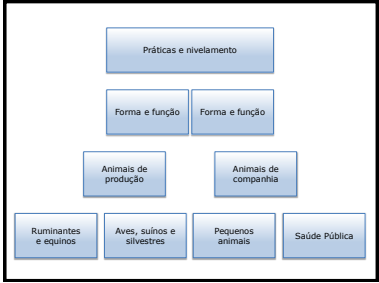 Práticas e nivelamento
Forma e função
Forma e função
Animais de
produção
Animais de
companhia
Ruminantes
e equinos
Aves, suínos e
silvestres
Pequenos
animais
Saúde Pública